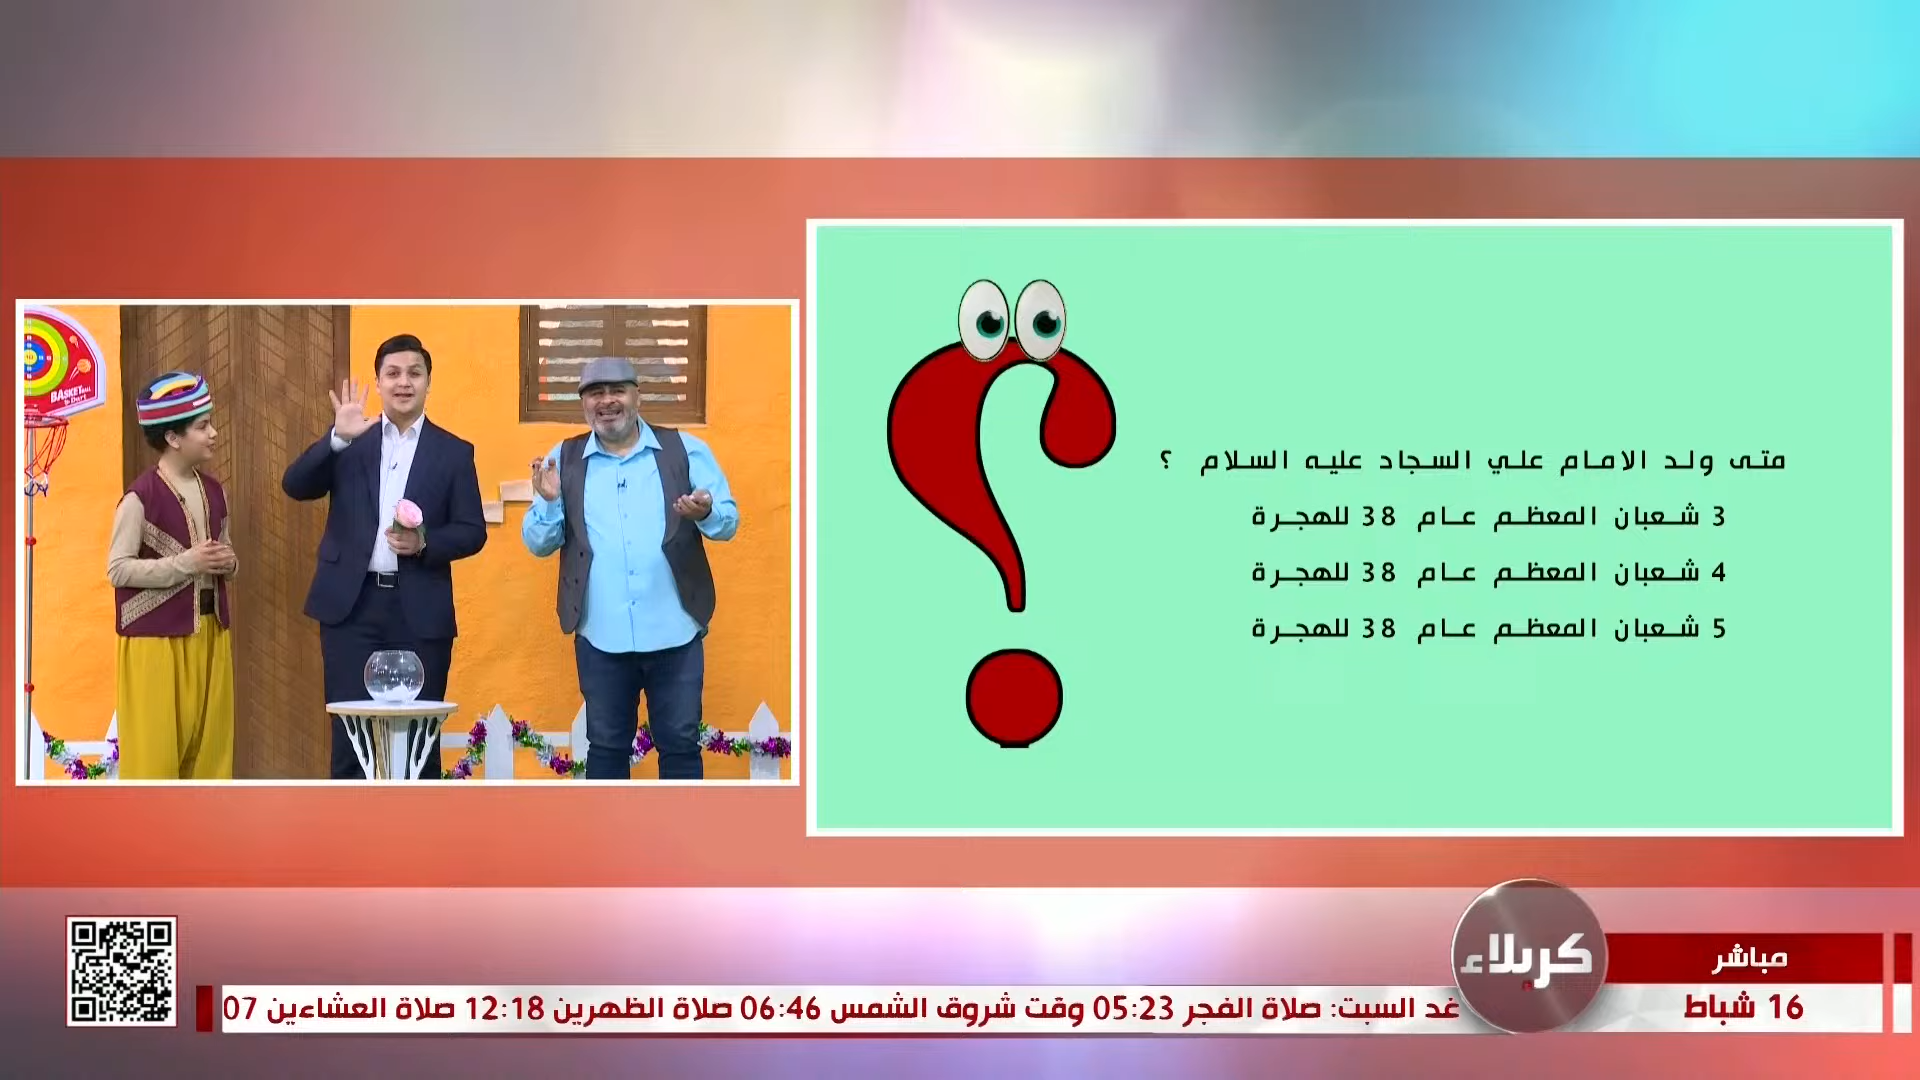 BASKETBALL
& Dart
متى ولد الامام علي السجاد عليه السلام ؟
3 شعبان المعظم عام 38 للهجرة
4 شعبان المعظم عام 38 للهجرة
5 شعبان المعظم عام 38 للهجرة
كربلاء
مباشر
16 شباط
غد السبت: صلاة الفجر 05:23 وقت شروق الشمس 06:46 صلاة الظهرين 12:18 صلاة العشاءين 07